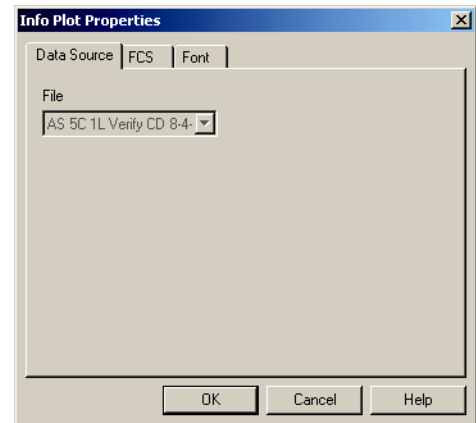 Info Plot Properties
Data Source FCS Font
File
AS 5C 1L Verify CD 8-4-
OK Cancel Help